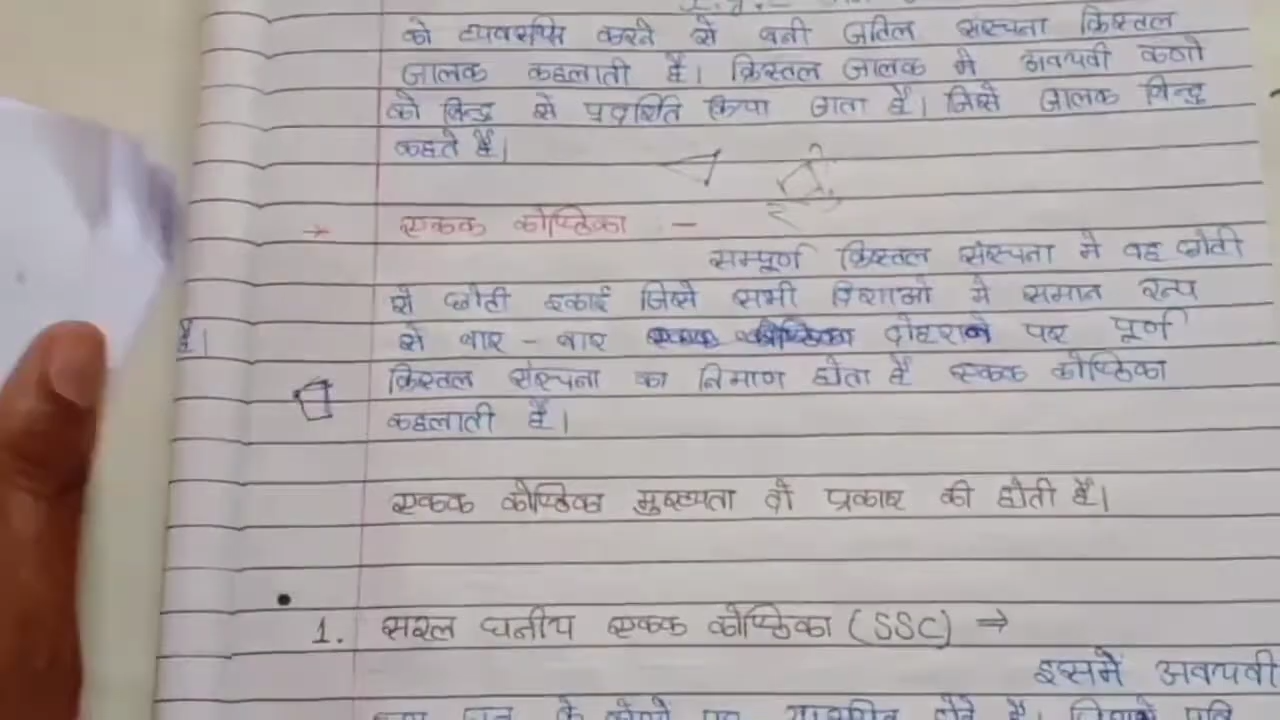 को व्यवस्थित करने से बनी जटिल संरचना क्रिस्टल
जालक कहलाती है। क्रिस्टल जालक मे अवयवी कणो
को बिन्दु से प्रदर्शित किया जाता है। जिसे जालक बिन्दु
कहते है।
→ एकक कोष्ठिका :-
सम्पूर्ण क्रिस्टल संरचना मे वह छोटी
से छोटी इकाई जिसे सभी दिशाओ मे समान रूप
है।
से बार - बार दोहराने पर पूर्ण
क्रिस्टल संरचना का निमाण होता है एकक कोष्ठिका
कहलाती है।
एकक कोष्ठिका मुख्यता दो प्रकार की होती है।
1. सरल घनीय एकक कोष्ठिका (SSC) ⇒
इसमें अवयवी